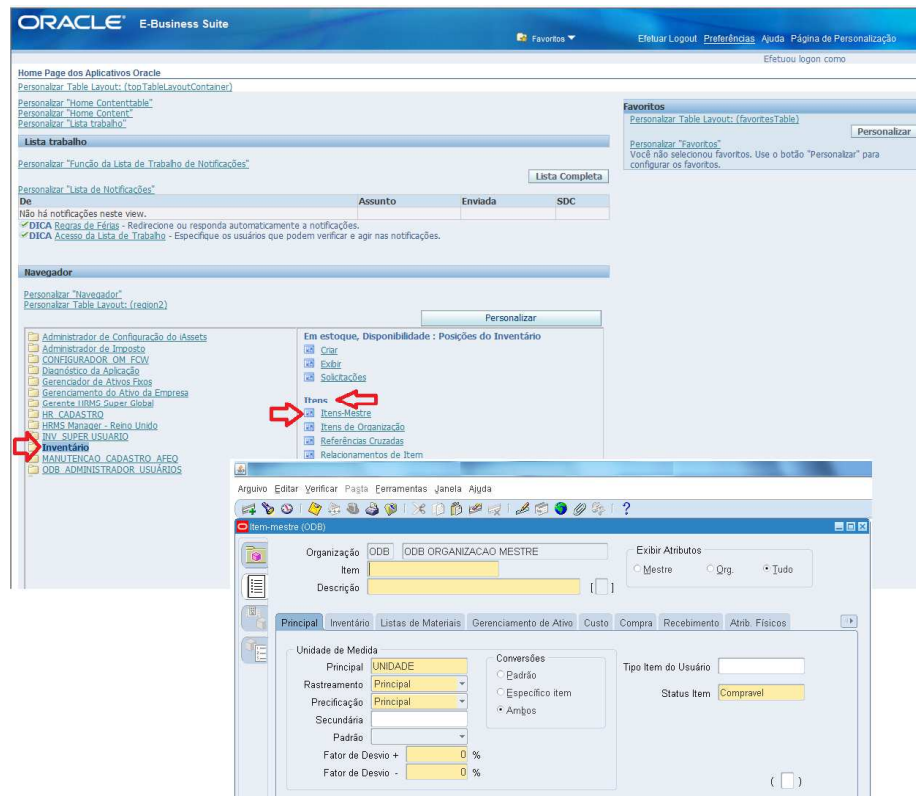 ORACLE® E-Business Suite
Favoritos
Efetuar Logout Preferências Ajuda Página de Personalização
Efetuou logon como
Home Page dos Aplicativos Oracle
Personalizar Table Layout: (topTableLayoutContainer)
Personalizar "Home Contenttable"
Personalizar "Home Content"
Personalizar "Lista trabalho"
Lista trabalho
Personalizar "Função da Lista de Trabalho de Notificações"
Lista Completa
Personalizar "Lista de Notificações"
De Assunto Enviada SDC
Não há notificações neste view.
DICA Regras de Férias - Redirecione ou responda automaticamente a notificações.
DICA Acesso da Lista de Trabalho - Especifique os usuários que podem verificar e agir nas notificações.
Favoritos
Personalizar Table Layout: (favoritesTable)
Personalizar
Personalizar "Favoritos"
Você não selecionou favoritos. Use o botão "Personalizar" para
configurar os favoritos.
Navegador
Personalizar "Navegador"
Personalizar Table Layout: (region2)
Personalizar
Administrador de Configuração do iAssets
Administrador de Imposto
CONFIGURADOR OM FCW
Diagnóstico da Aplicação
Gerenciador de Ativos Fixos
Gerenciamento do Ativo da Empresa
Gerente HRMS Super Global
HR CADASTRO
HRMS Manager - Reino Unido
INV SUPER USUARIO
Inventário
MANUTENCAO CADASTRO AFEQ
ODB ADMINISTRADOR USUÁRIOS
Em estoque, Disponibilidade : Posições do Inventário
Criar
Exibir
Solicitações
Itens
Itens-Mestre
Itens de Organização
Referências Cruzadas
Relacionamentos de Item
Arquivo Editar Verificar Pasta Ferramentas Janela Ajuda
Item-mestre (ODB)
Organização ODB ODB ORGANIZACAO MESTRE
Item
Descrição [ ]
Exibir Atributos
Mestre Org. Tudo
Principal Inventário Listas de Materiais Gerenciamento de Ativo Custo Compra Recebimento Atrib. Físicos
Unidade de Medida
Principal UNIDADE
Rastreamento Principal
Precificação Principal
Secundária
Padrão
Fator de Desvio + 0 %
Fator de Desvio - 0 %
Conversões
Padrão
Específico item
Ambos
Tipo Item do Usuário
Status Item Compravel
( )